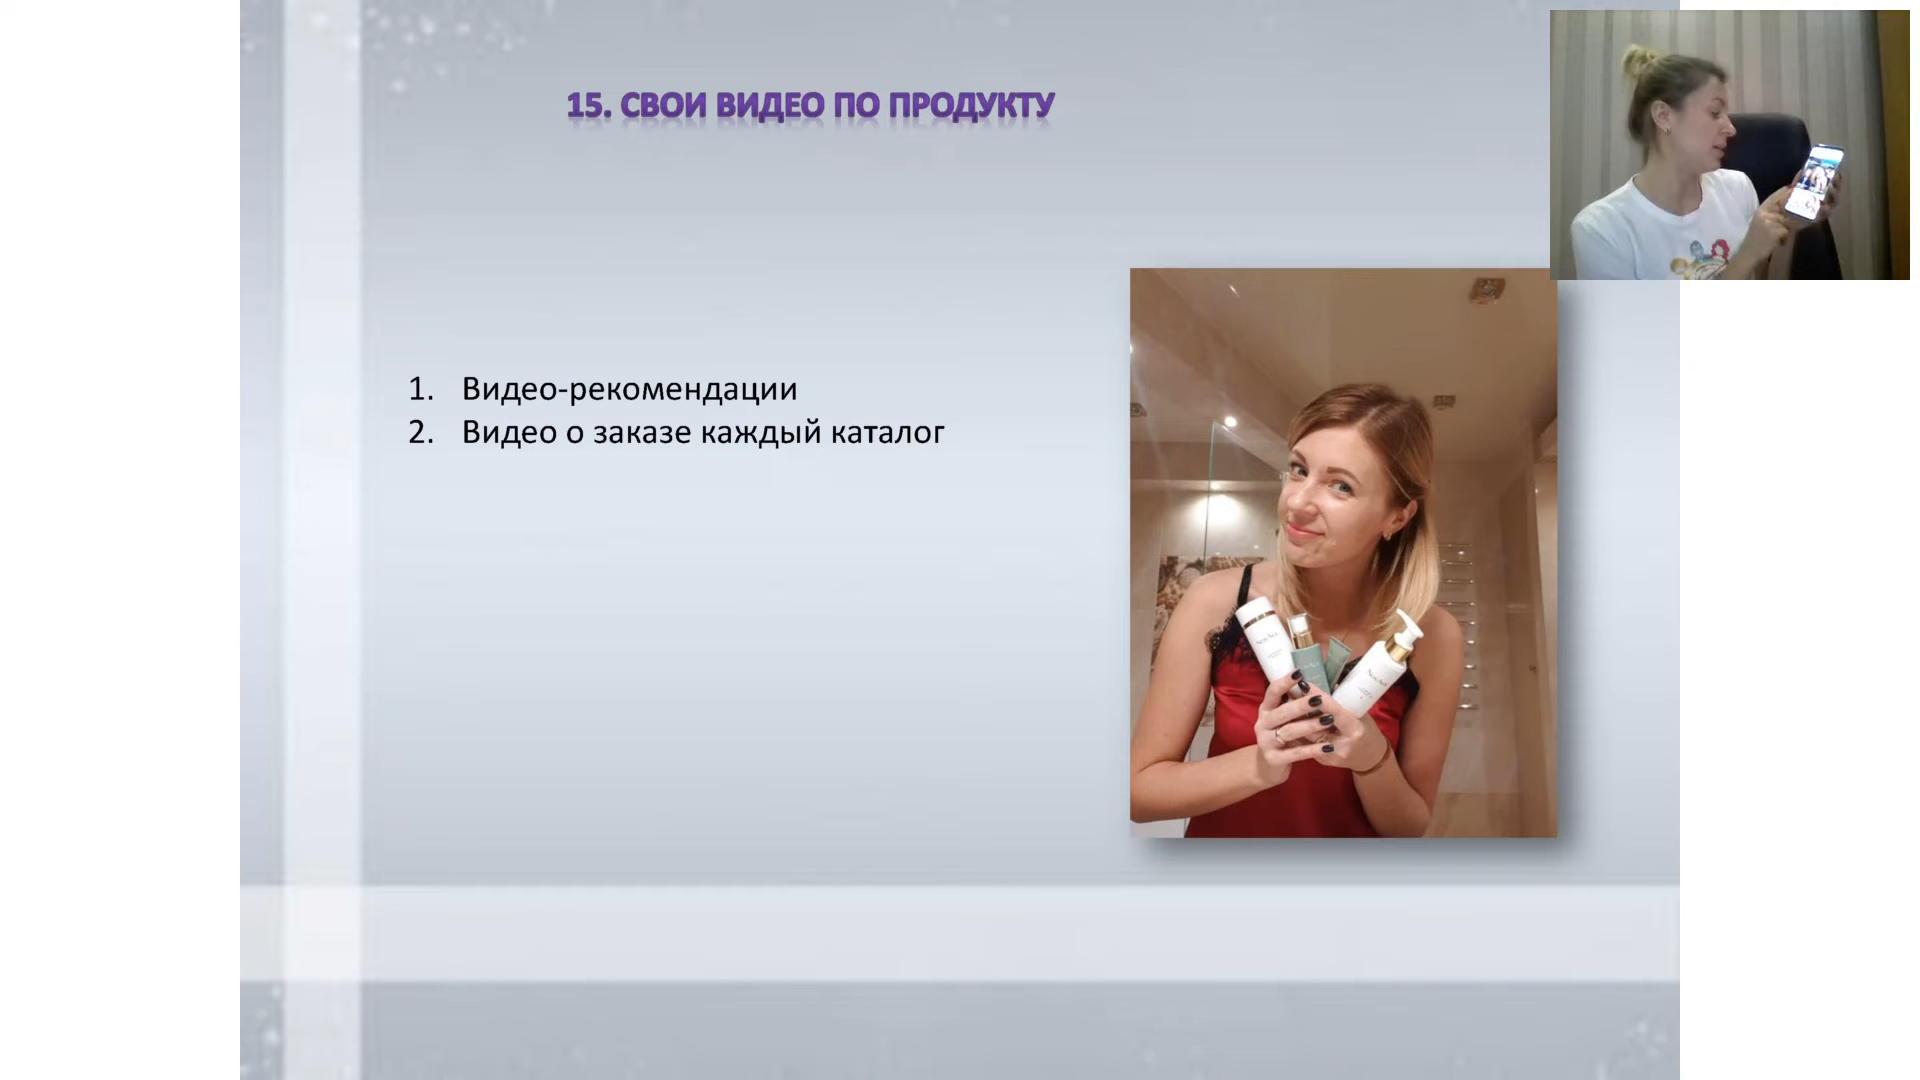 15. СВОИ ВИДЕО ПО ПРОДУКТУ
1. Видео-рекомендации
2. Видео о заказе каждый каталог